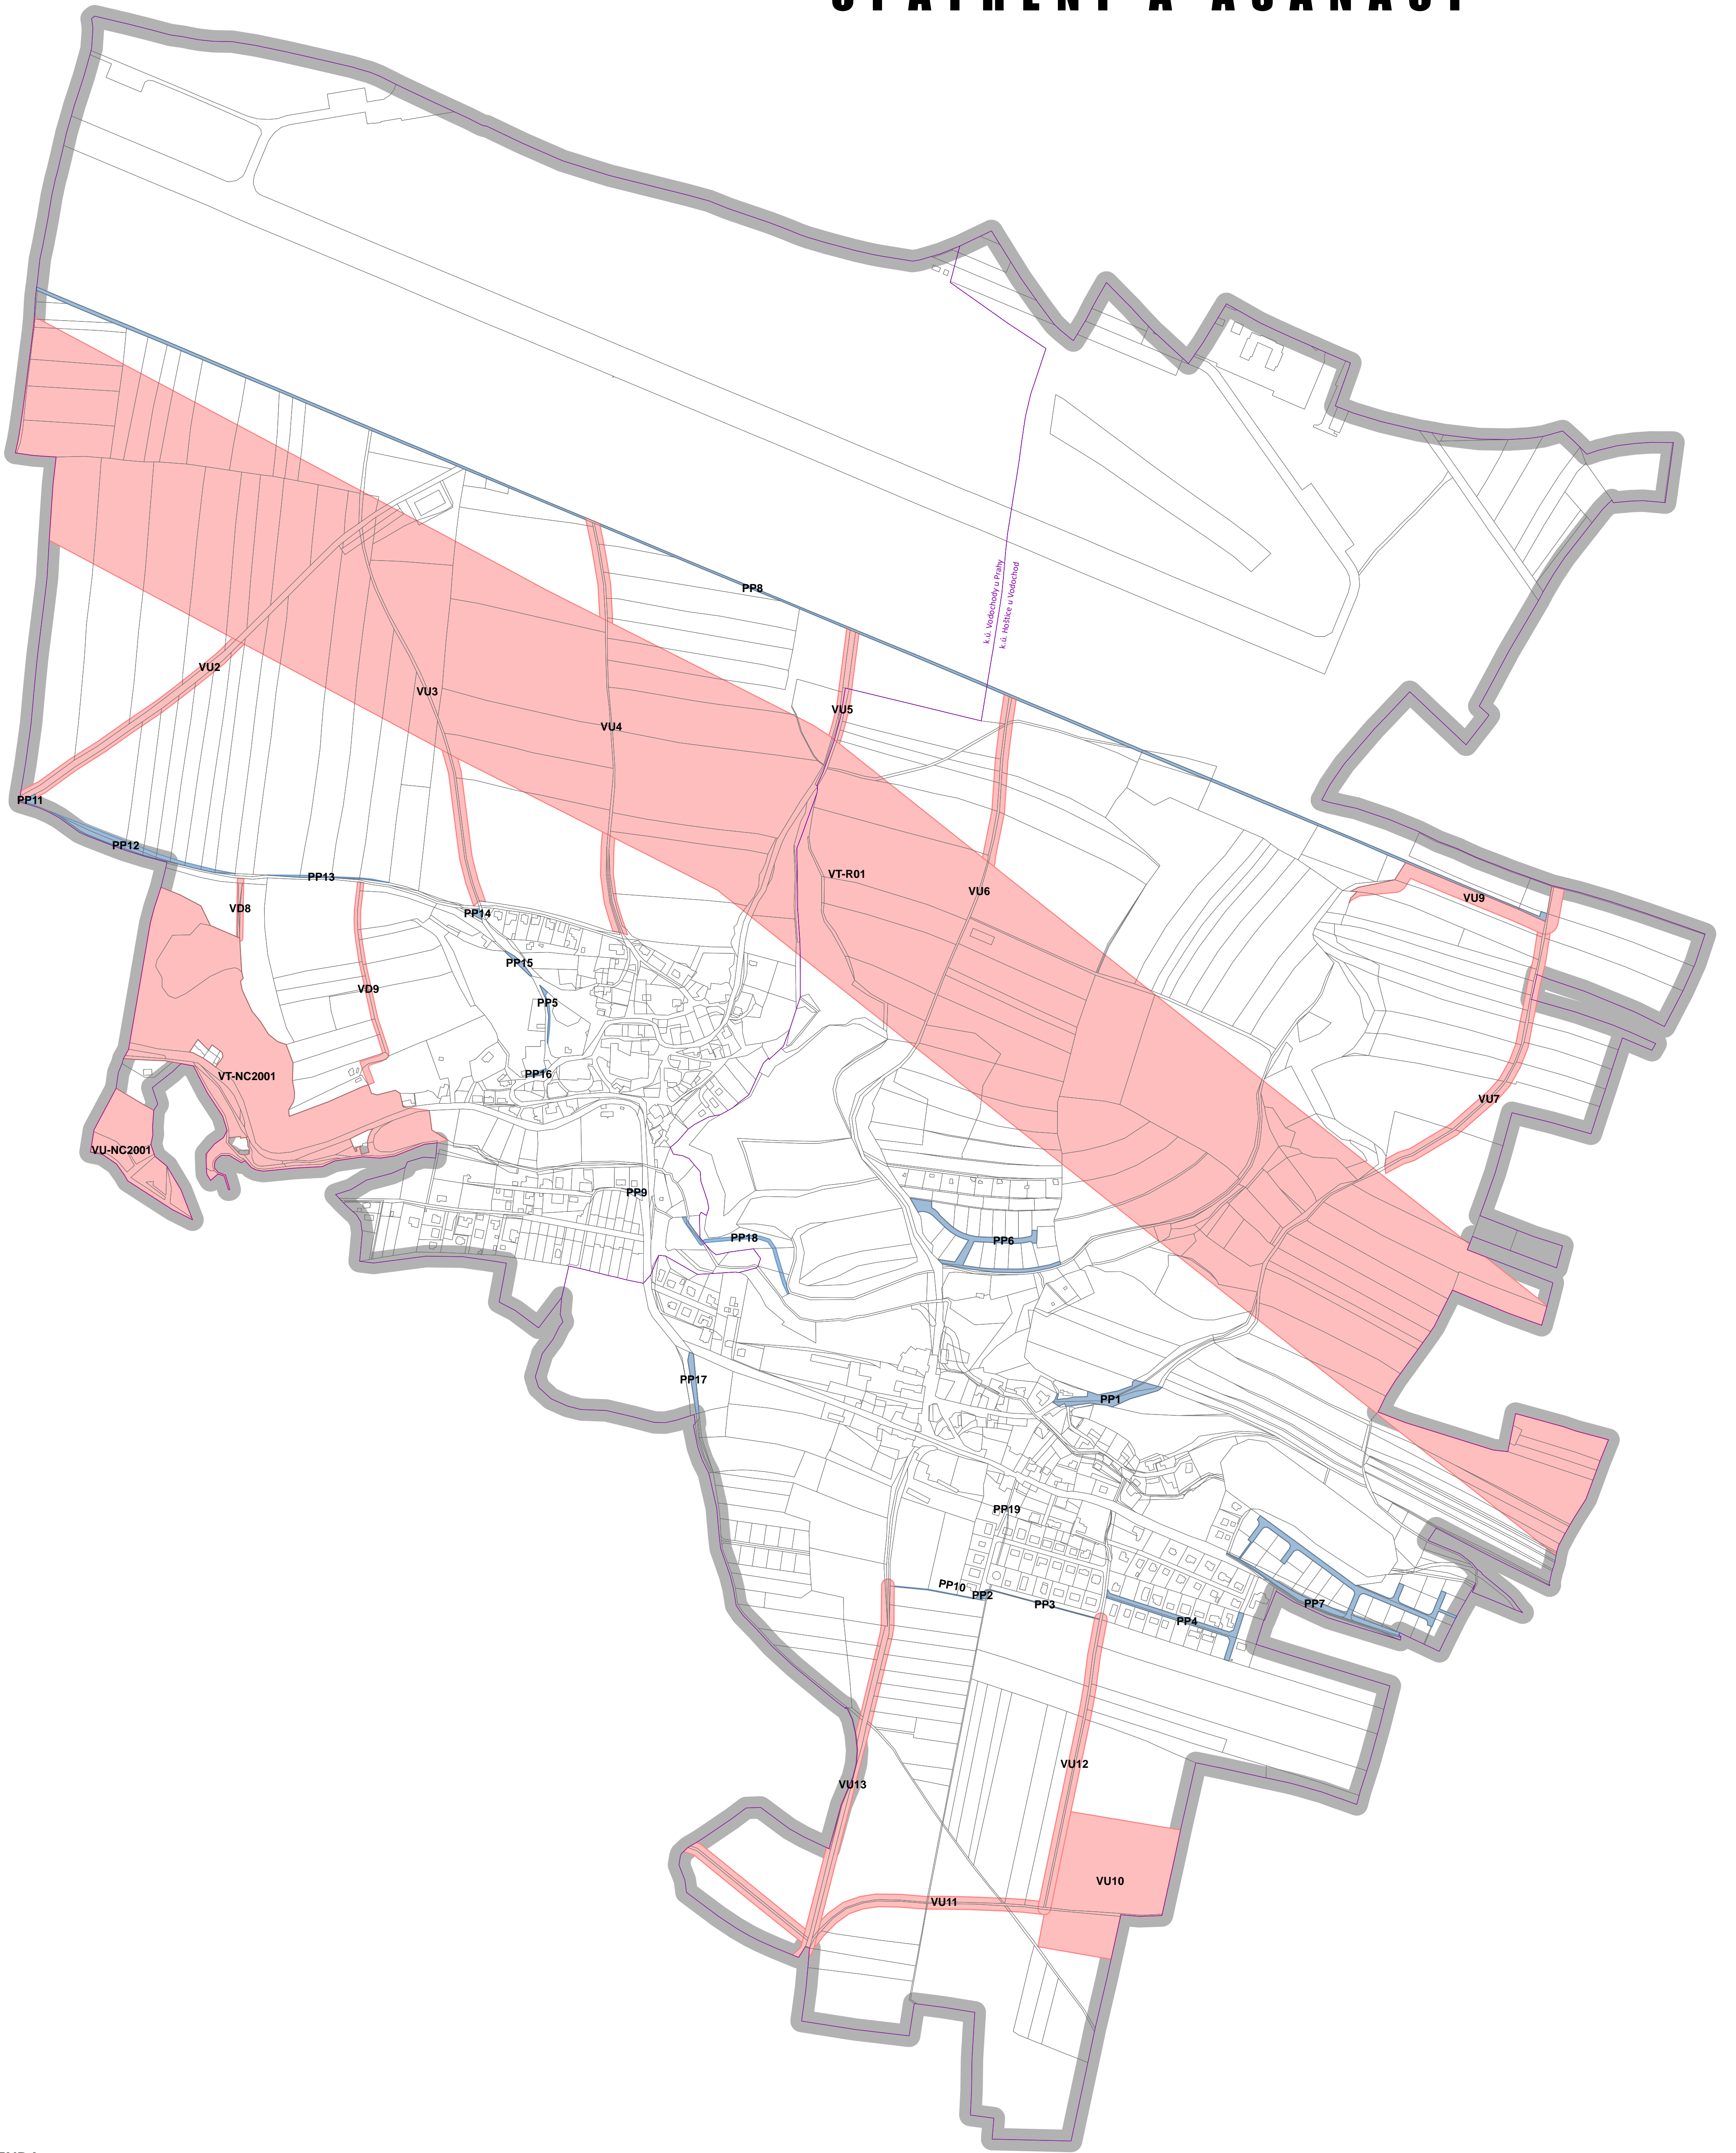 PP8
k.ú. Vodochody u Prahy
k.ú. Hoštice u Vodochod
VU2
VU3
VU5
VU4
PP11
PP12
PP13
VT-R01
VU6
VU9
VD8
PP14
PP15
VD9
PP5
VT-NC2001
PP16
VU7
VU-NC2001
PP9
PP18
PP6
PP17
PP1
PP19
PP10
PP2
PP3
PP7
PP4
VU12
VU13
VU10
VU11